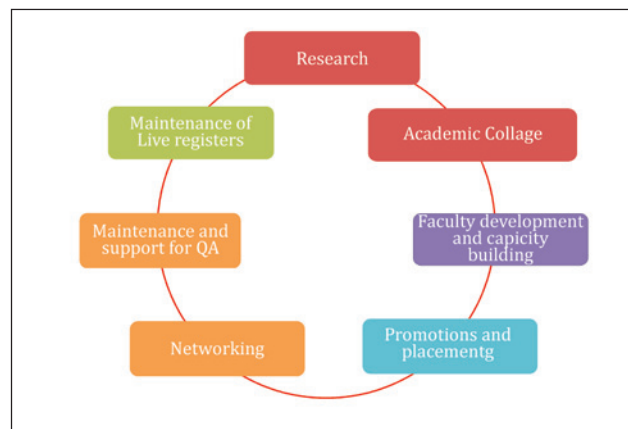 Research
Academic Collage
Faculty development
and capicity
building
Promotions and
placementg
Networking
Maintenance and
support for QA
Maintenance of
Live registers